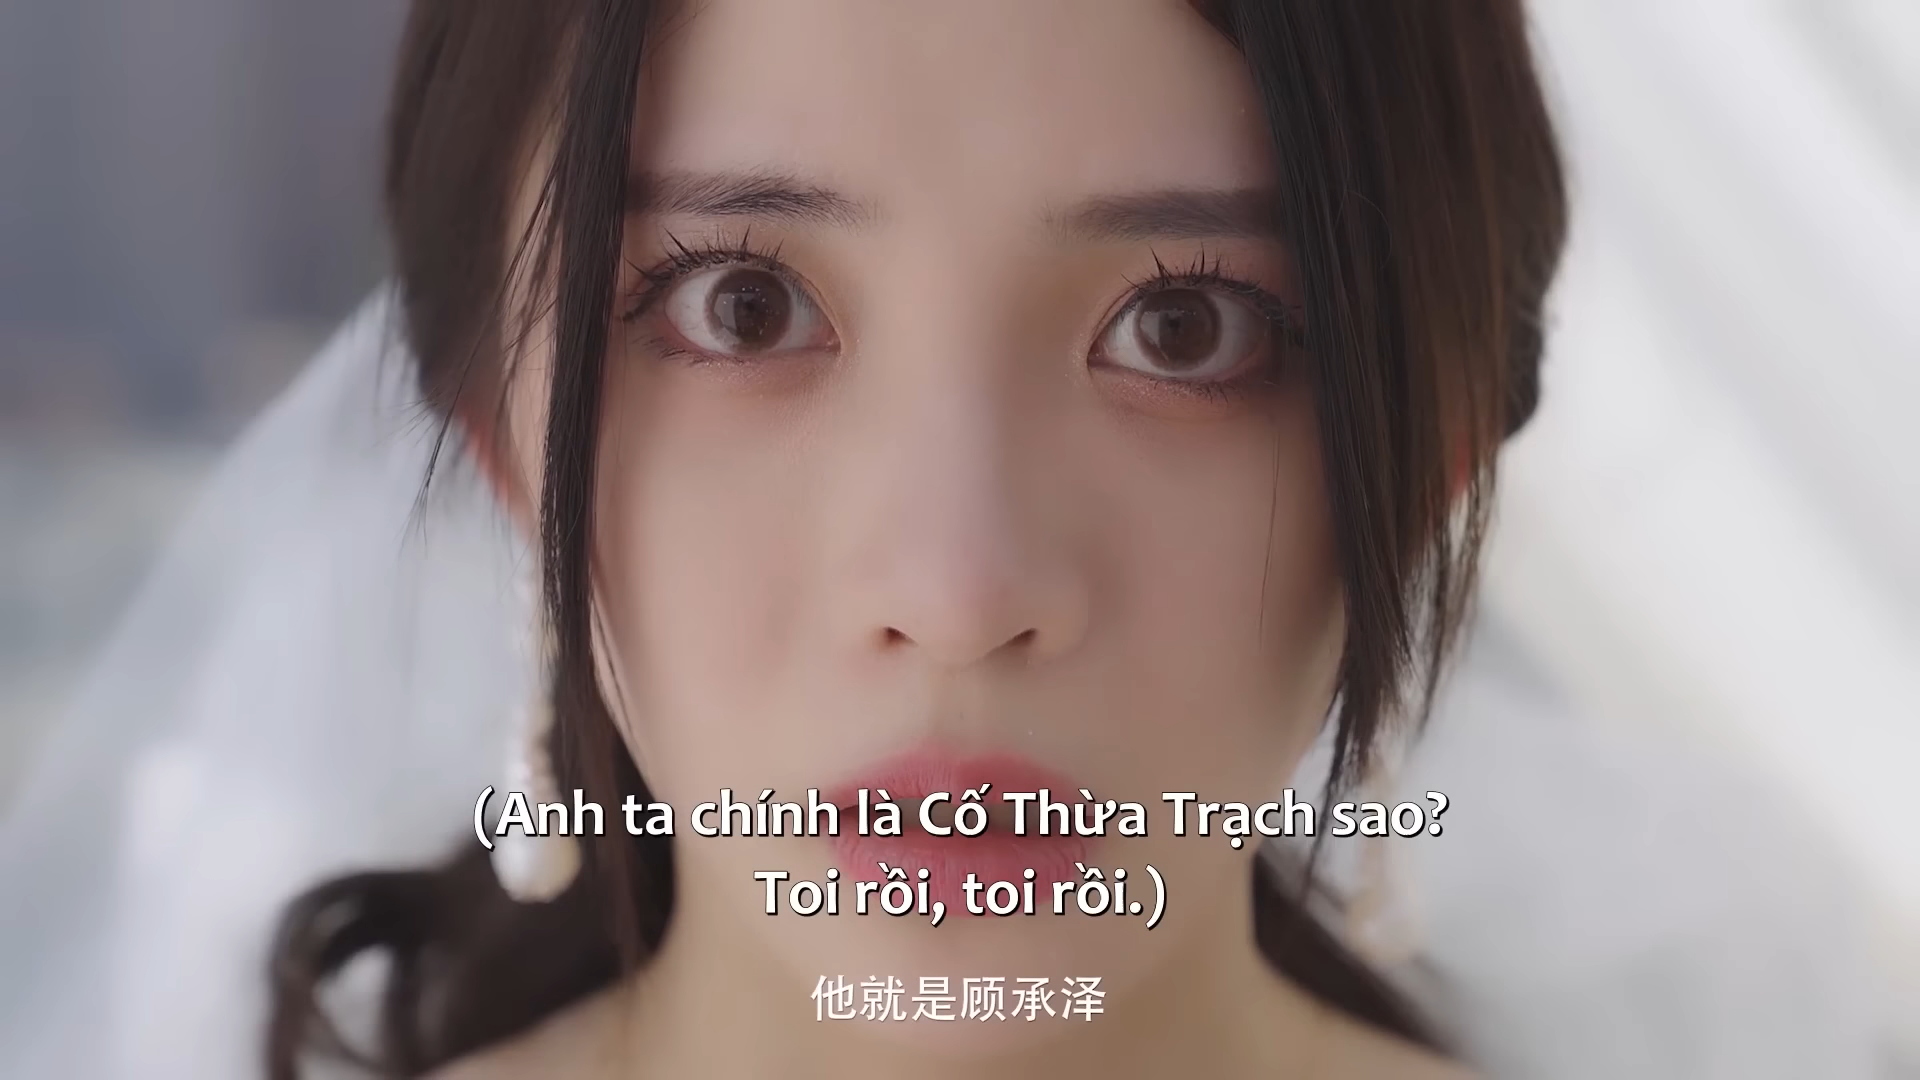 (Anh ta chính là Cố Thừa Trạch sao?
Toi rồi, toi rồi.)
他就是顾承泽